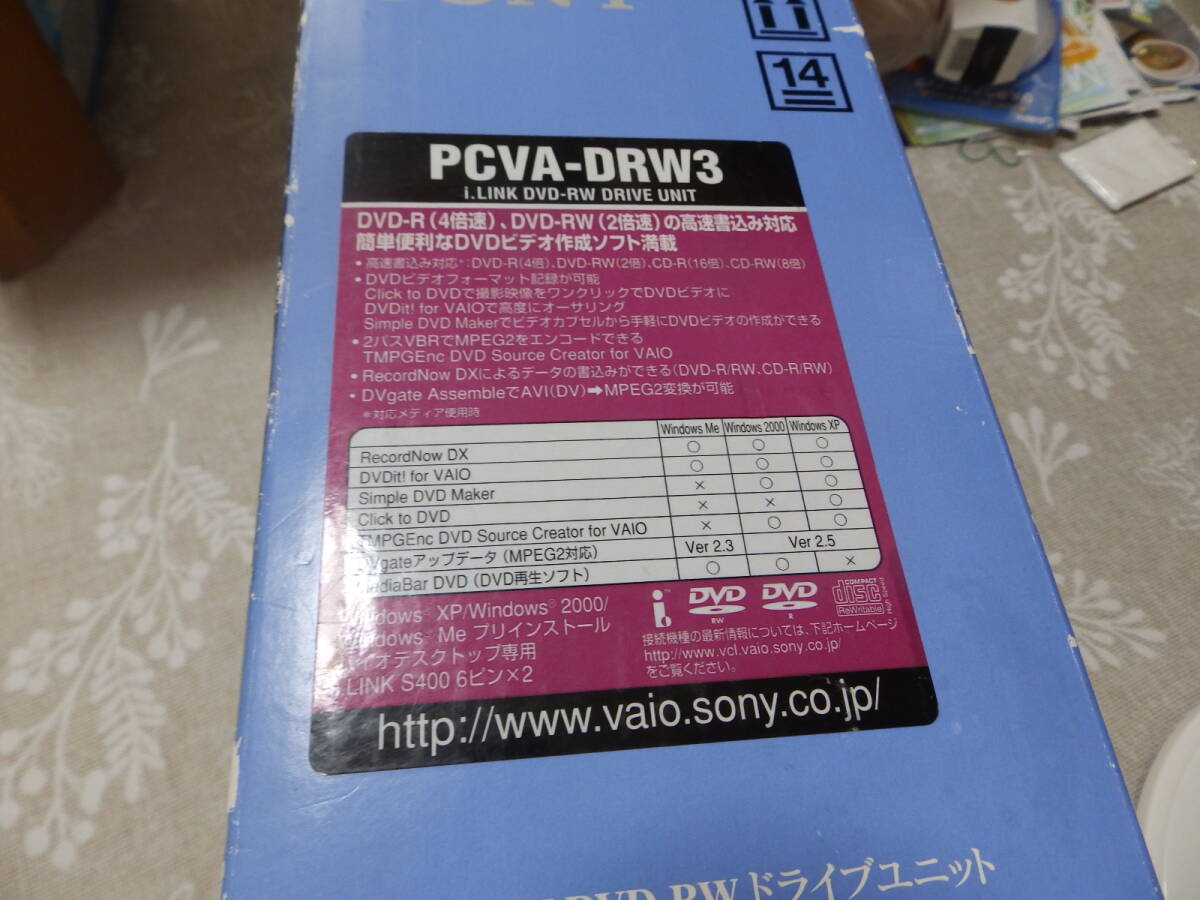 SONY
14
PCVA-DRW3
i.LINK DVD-RW DRIVE UNIT
DVD-R(4倍速)、DVD-RW(2倍速)の高速書込み対応
簡単便利なDVDビデオ作成ソフト満載
• 高速書込み対応*:DVD-R(4倍)、DVD-RW(2倍)、CD-R(16倍)、CD-RW(8倍)
• DVDビデオフォーマット記録が可能
Click to DVDで撮影映像をワンクリックでDVDビデオに
DVDit! for VAIOで高度にオーサリング
Simple DVD Makerでビデオカプセルから手軽にDVDビデオの作成ができる
• 2パスVBRでMPEG2をエンコードできる
TMPGEnc DVD Source Creator for VAIO
• RecordNow DXによるデータの書込みができる(DVD-R/RW、CD-R/RW)
• DVgate AssembleでAVI(DV)➡MPEG2変換が可能
*対応メディア使用時
Windows Me Windows 2000 Windows XP
RecordNow DX ○ ○ ○
DVDit! for VAIO ○ ○ ○
Simple DVD Maker × ○ ○
Click to DVD × × ○
TMPGEnc DVD Source Creator for VAIO × ○ ○
DVgateアップデータ(MPEG2対応) Ver 2.3 Ver 2.5
MediaBar DVD(DVD再生ソフト) ○ ○ ×
Windows® XP/Windows® 2000/
Windows® Me プリインストール
バイオデスクトップ専用
i.LINK S400 6ピン×2
DVD RW
DVD R
COMPACT disc ReWritable High Speed
接続機種の最新情報については、下記ホームページ
http://www.vcl.vaio.sony.co.jp/
をご覧ください。
http://www.vaio.sony.co.jp/
DVD-RWドライブユニット